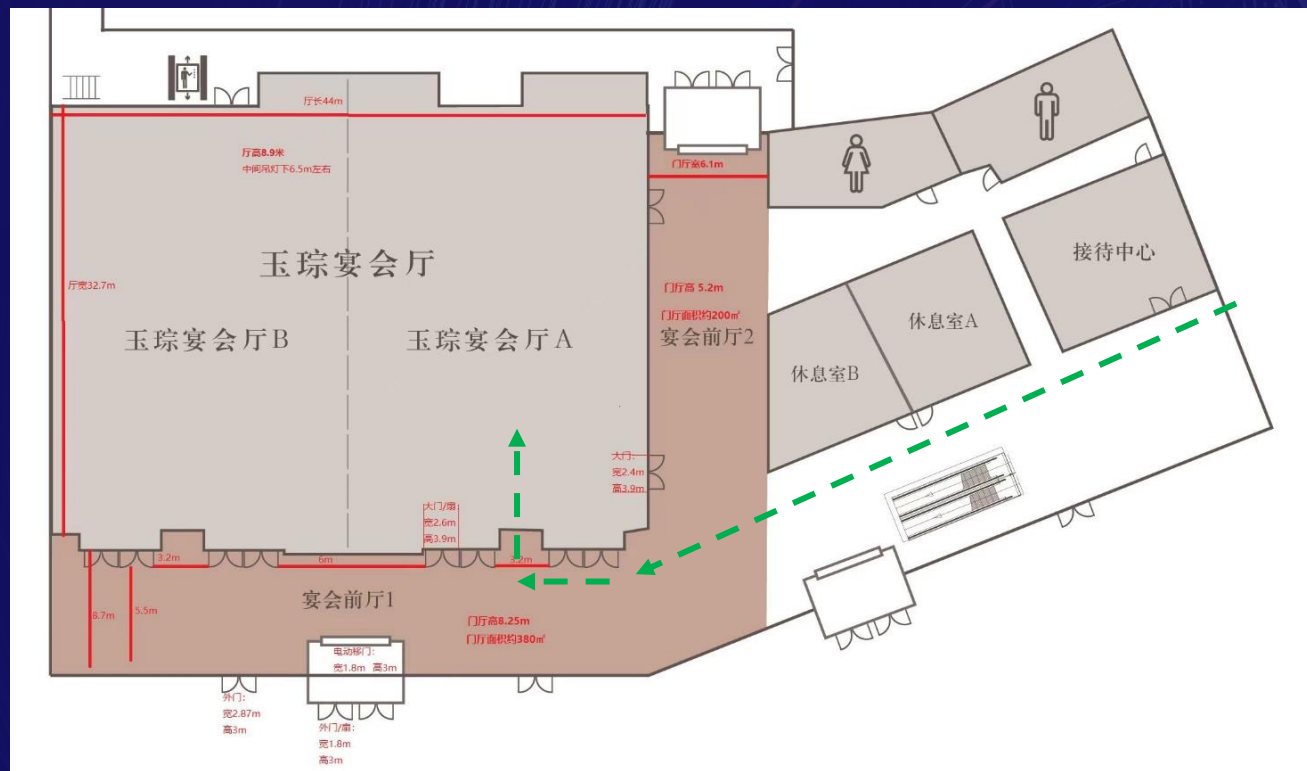 厅长44m
厅高8.9米
中间吊灯下6.5m左右
门厅室6.1m
玉琮宴会厅
厅宽32.7m
接待中心
门厅高 5.2m
门厅面积约200㎡
宴会前厅2
玉琮宴会厅B
玉琮宴会厅A
休息室A
休息室B
大门:
宽2.4m
高3.9m
大门/扇:
宽2.6m
高3.9m
3.2m
6m
3.2m
8.7m
5.5m
宴会前厅1
门厅高8.25m
门厅面积约380㎡
电动移门:
宽1.8m 高3m
外门:
宽2.87m
高3m
外门/扇:
宽1.8m
高3m